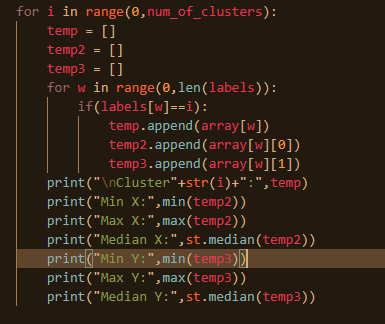 for i in range(0,num_of_clusters):
    temp = []
    temp2 = []
    temp3 = []
    for w in range(0,len(labels)):
        if(labels[w]==i):
            temp.append(array[w])
            temp2.append(array[w][0])
            temp3.append(array[w][1])
    print("\nCluster"+str(i)+":",temp)
    print("Min X:",min(temp2))
    print("Max X:",max(temp2))
    print("Median X:",st.median(temp2))
    print("Min Y:",min(temp3))
    print("Max Y:",max(temp3))
    print("Median Y:",st.median(temp3))